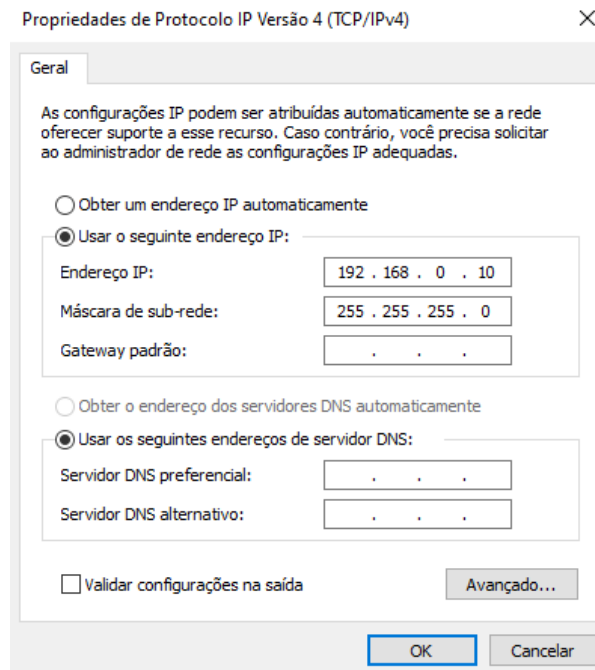 Propriedades de Protocolo IP Versão 4 (TCP/IPv4)
Geral
As configurações IP podem ser atribuídas automaticamente se a rede
oferecer suporte a esse recurso. Caso contrário, você precisa solicitar
ao administrador de rede as configurações IP adequadas.
Obter um endereço IP automaticamente
Usar o seguinte endereço IP:
Endereço IP: 192 . 168 . 0 . 10
Máscara de sub-rede: 255 . 255 . 255 . 0
Gateway padrão: . . .
Obter o endereço dos servidores DNS automaticamente
Usar os seguintes endereços de servidor DNS:
Servidor DNS preferencial: . . .
Servidor DNS alternativo: . . .
Validar configurações na saída Avançado...
OK Cancelar